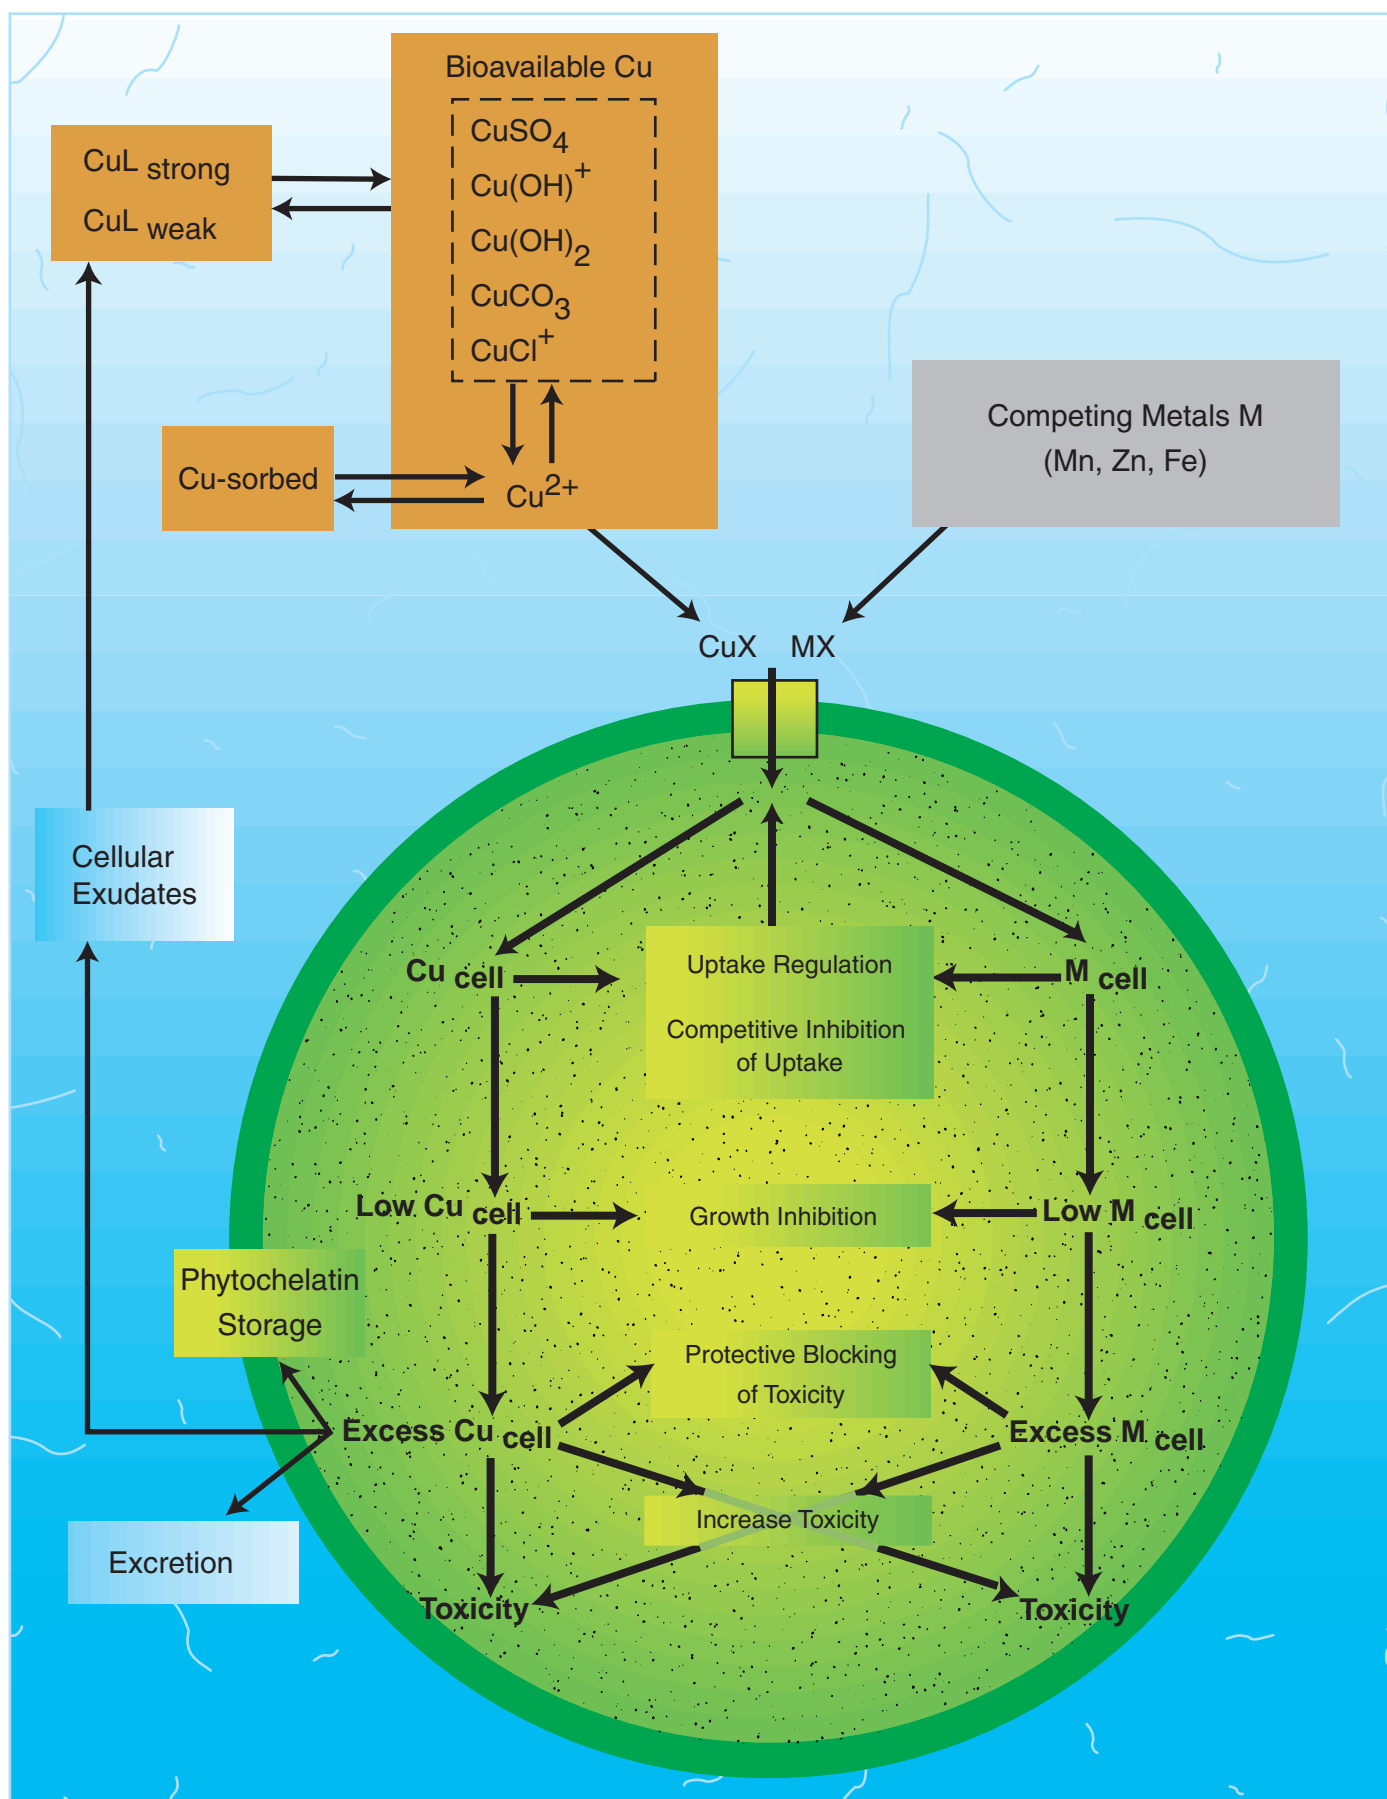 Bioavailable Cu
CuSO4
Cu(OH)+
Cu(OH)2
CuCO3
CuCl+
Cu2+
CuL strong
CuL weak
Cu-sorbed
Competing Metals M
(Mn, Zn, Fe)
CuX MX
Cellular
Exudates
Cu cell
Uptake Regulation
Competitive Inhibition
of Uptake
M cell
Low Cu cell
Growth Inhibition
Low M cell
Phytochelatin
Storage
Protective Blocking
of Toxicity
Excess Cu cell
Excess M cell
Increase Toxicity
Excretion
Toxicity
Toxicity